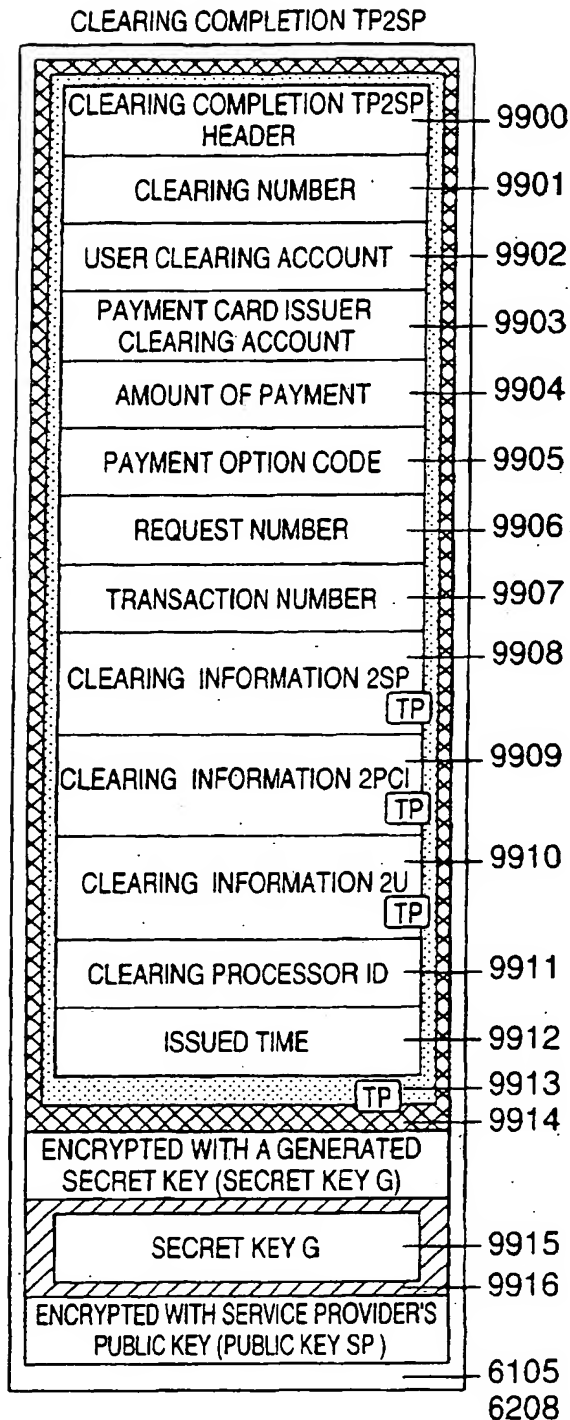 CLEARING COMPLETION TP2SP
CLEARING COMPLETION TP2SP
HEADER
9900
CLEARING NUMBER
9901
USER CLEARING ACCOUNT
9902
PAYMENT CARD ISSUER
CLEARING ACCOUNT
9903
AMOUNT OF PAYMENT
9904
PAYMENT OPTION CODE
9905
REQUEST NUMBER
9906
TRANSACTION NUMBER
9907
9908
CLEARING INFORMATION 2SP
TP
9909
CLEARING INFORMATION 2PCI
TP
9910
CLEARING INFORMATION 2U
TP
CLEARING PROCESSOR ID
9911
ISSUED TIME
9912
TP
9913
9914
ENCRYPTED WITH A GENERATED
SECRET KEY (SECRET KEY G)
SECRET KEY G
9915
9916
ENCRYPTED WITH SERVICE PROVIDER'S
PUBLIC KEY (PUBLIC KEY SP )
6105
6208